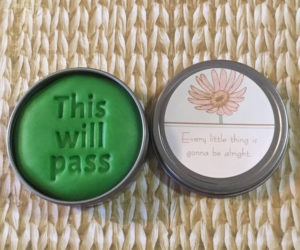 This
will
pass
Every little thing is
gonna be alright.